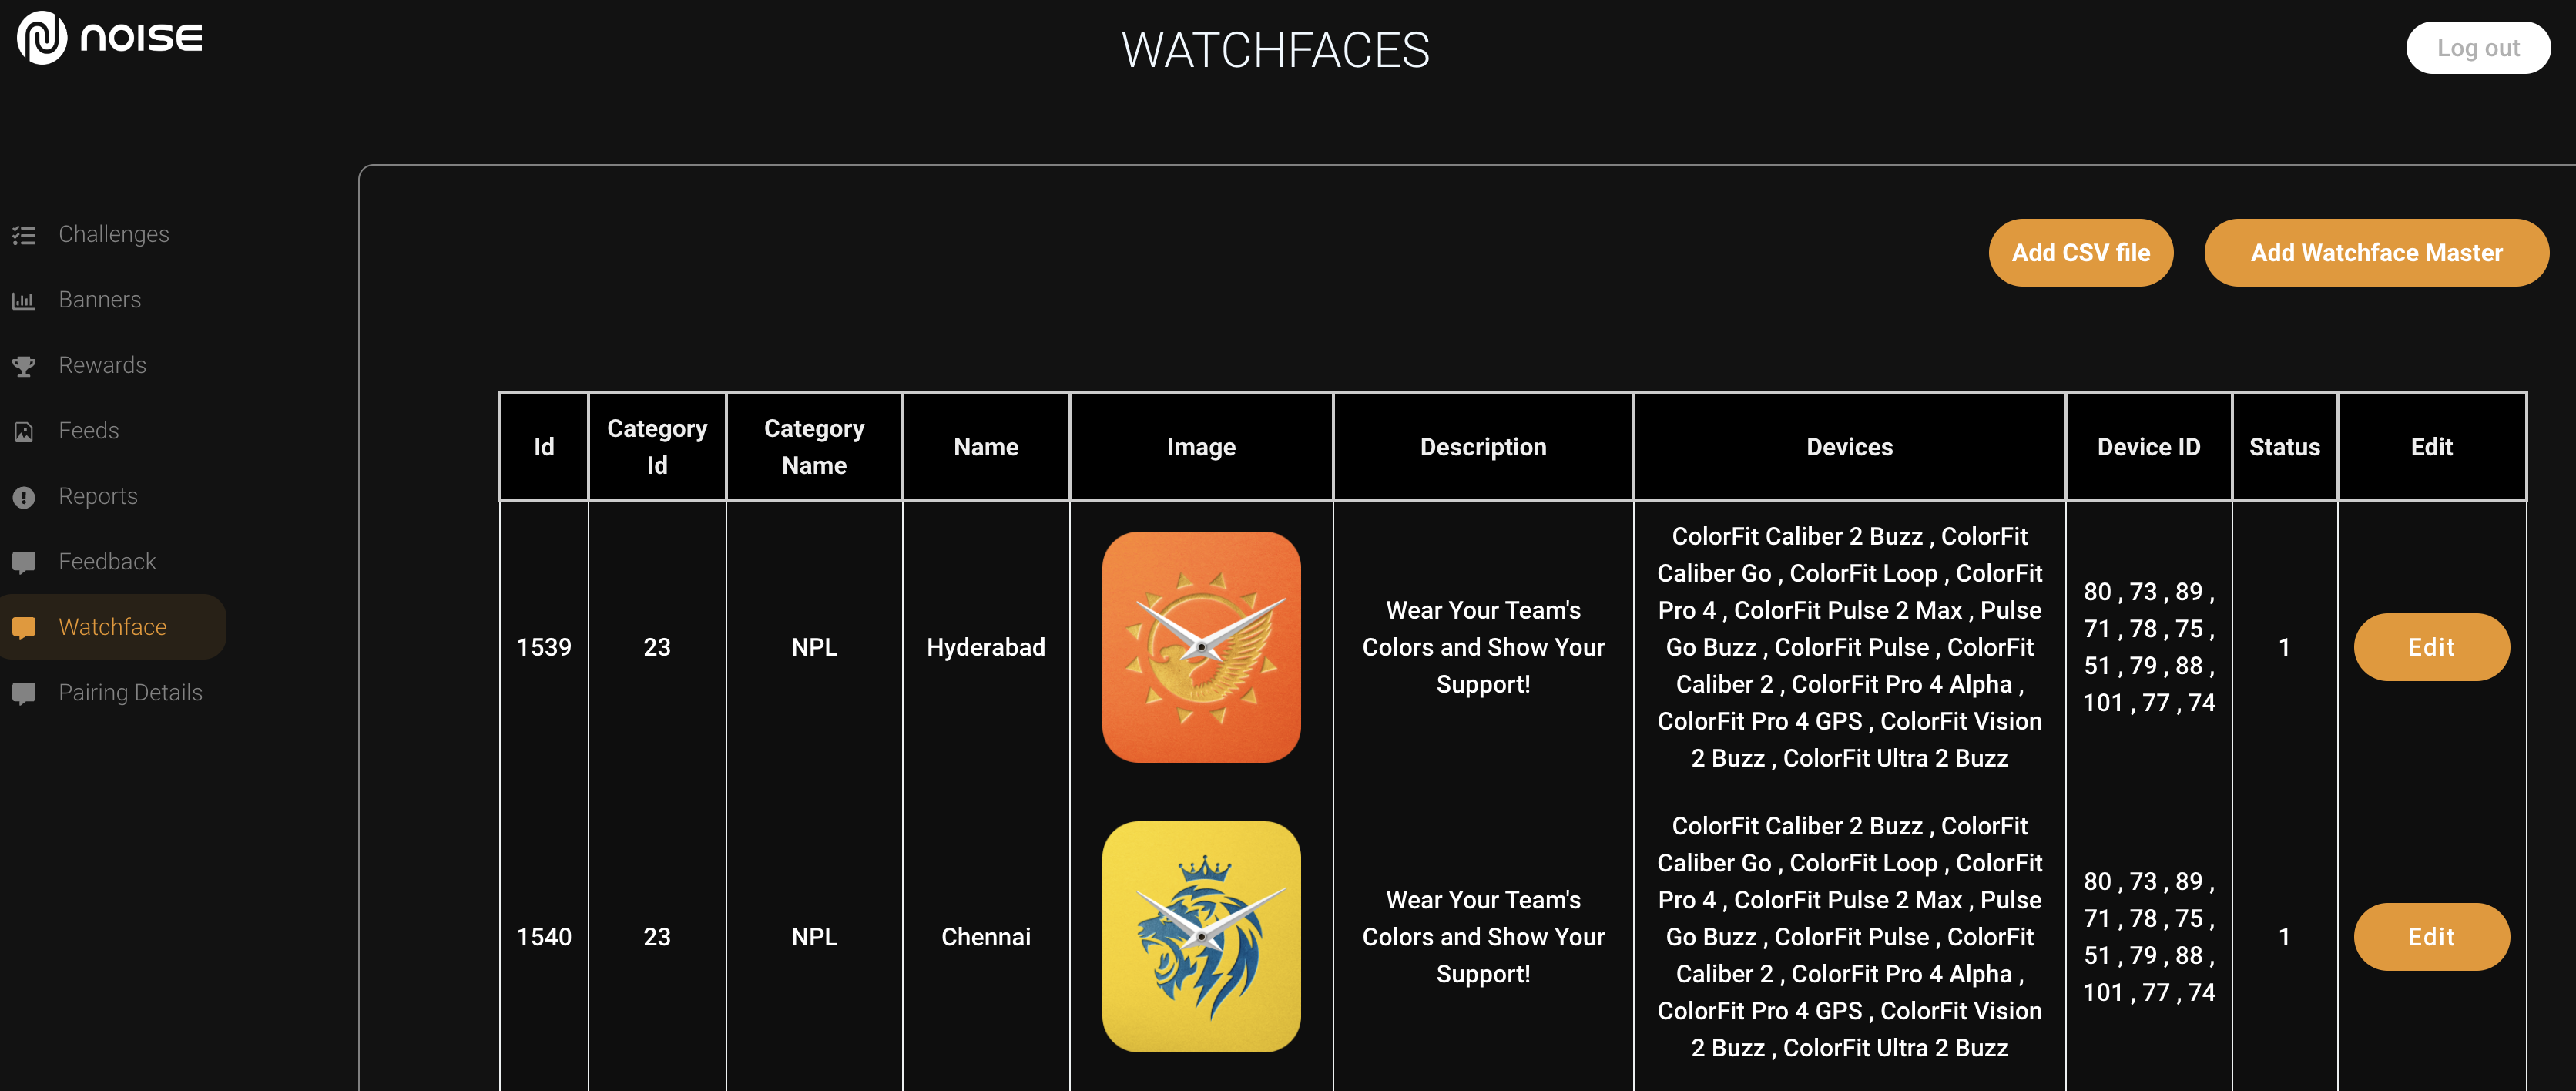 NOISE
WATCHFACES
Log out
Challenges
Banners
Rewards
Feeds
Reports
Feedback
Watchface
Pairing Details
Add CSV file
Add Watchface Master
Id
Category
Id
Category
Name
Name
Image
Description
Devices
Device ID
Status
Edit
1539
23
NPL
Hyderabad
Wear Your Team's
Colors and Show Your
Support!
ColorFit Caliber 2 Buzz , ColorFit
Caliber Go , ColorFit Loop , ColorFit
Pro 4 , ColorFit Pulse 2 Max , Pulse
Go Buzz , ColorFit Pulse , ColorFit
Caliber 2 , ColorFit Pro 4 Alpha ,
ColorFit Pro 4 GPS , ColorFit Vision
2 Buzz , ColorFit Ultra 2 Buzz
80 , 73 , 89 ,
71 , 78 , 75 ,
51 , 79 , 88 ,
101 , 77 , 74
1
Edit
1540
23
NPL
Chennai
Wear Your Team's
Colors and Show Your
Support!
ColorFit Caliber 2 Buzz , ColorFit
Caliber Go , ColorFit Loop , ColorFit
Pro 4 , ColorFit Pulse 2 Max , Pulse
Go Buzz , ColorFit Pulse , ColorFit
Caliber 2 , ColorFit Pro 4 Alpha ,
ColorFit Pro 4 GPS , ColorFit Vision
2 Buzz , ColorFit Ultra 2 Buzz
80 , 73 , 89 ,
71 , 78 , 75 ,
51 , 79 , 88 ,
101 , 77 , 74
1
Edit